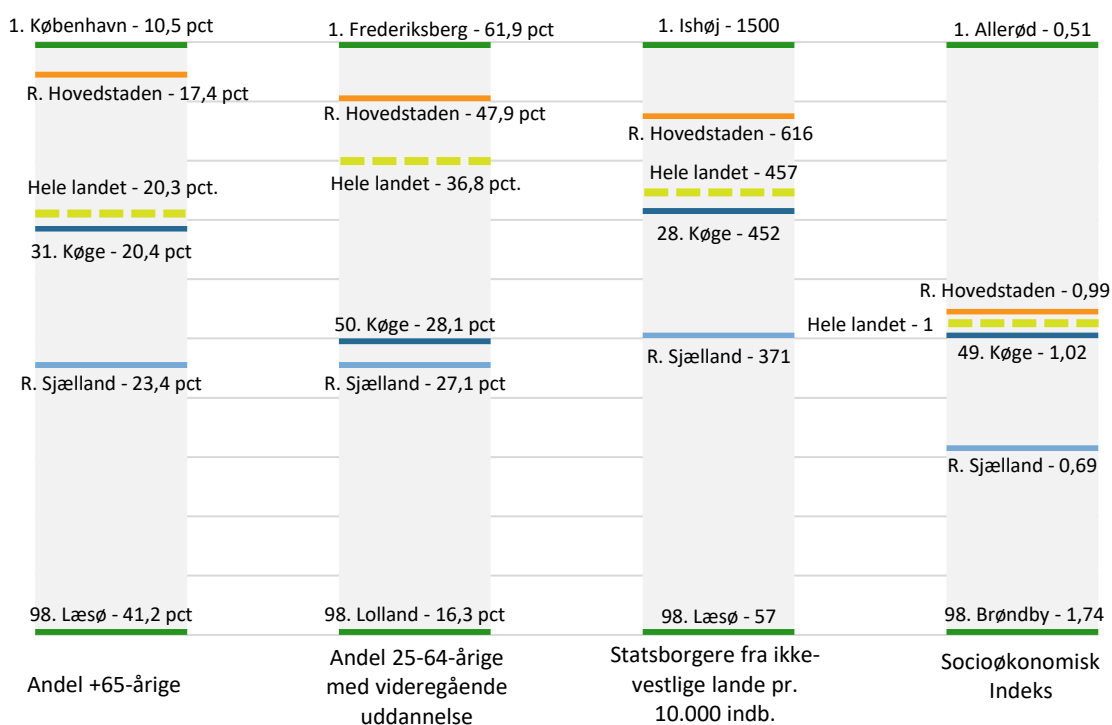 1. København - 10,5 pct
R. Hovedstaden - 17,4 pct
Hele landet - 20,3 pct.
31. Køge - 20,4 pct
R. Sjælland - 23,4 pct
98. Læsø - 41,2 pct
Andel +65-årige
1. Frederiksberg - 61,9 pct
R. Hovedstaden - 47,9 pct
Hele landet - 36,8 pct.
50. Køge - 28,1 pct
R. Sjælland - 27,1 pct
98. Lolland - 16,3 pct
Andel 25-64-årige
med videregående
uddannelse
1. Ishøj - 1500
R. Hovedstaden - 616
Hele landet - 457
28. Køge - 452
R. Sjælland - 371
98. Læsø - 57
Statsborgere fra ikke-
vestlige lande pr.
10.000 indb.
1. Allerød - 0,51
R. Hovedstaden - 0,99
Hele landet - 1
49. Køge - 1,02
R. Sjælland - 0,69
98. Brøndby - 1,74
Socioøkonomisk
Indeks